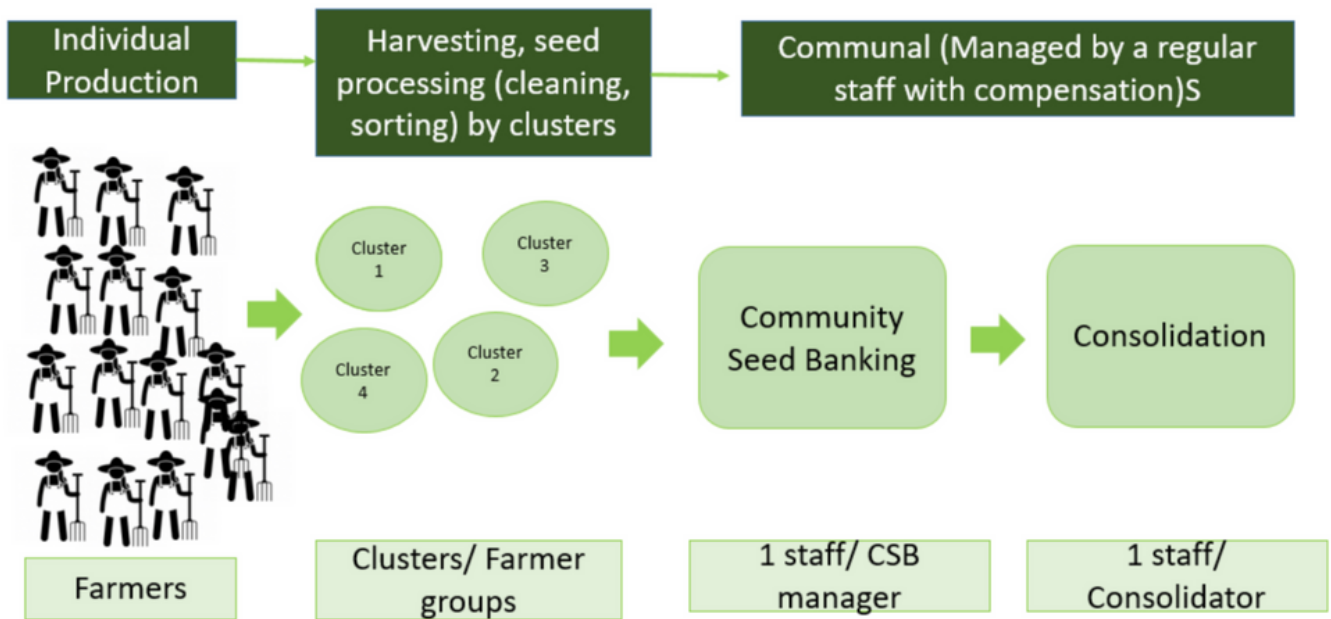 Individual
Production
Harvesting, seed
processing (cleaning,
sorting) by clusters
Communal (Managed by a regular
staff with compensation)S
Cluster
1
Cluster
3
Cluster
4
Cluster
2
Community
Seed Banking
Consolidation
Farmers
Clusters/ Farmer
groups
1 staff/ CSB
manager
1 staff/
Consolidator